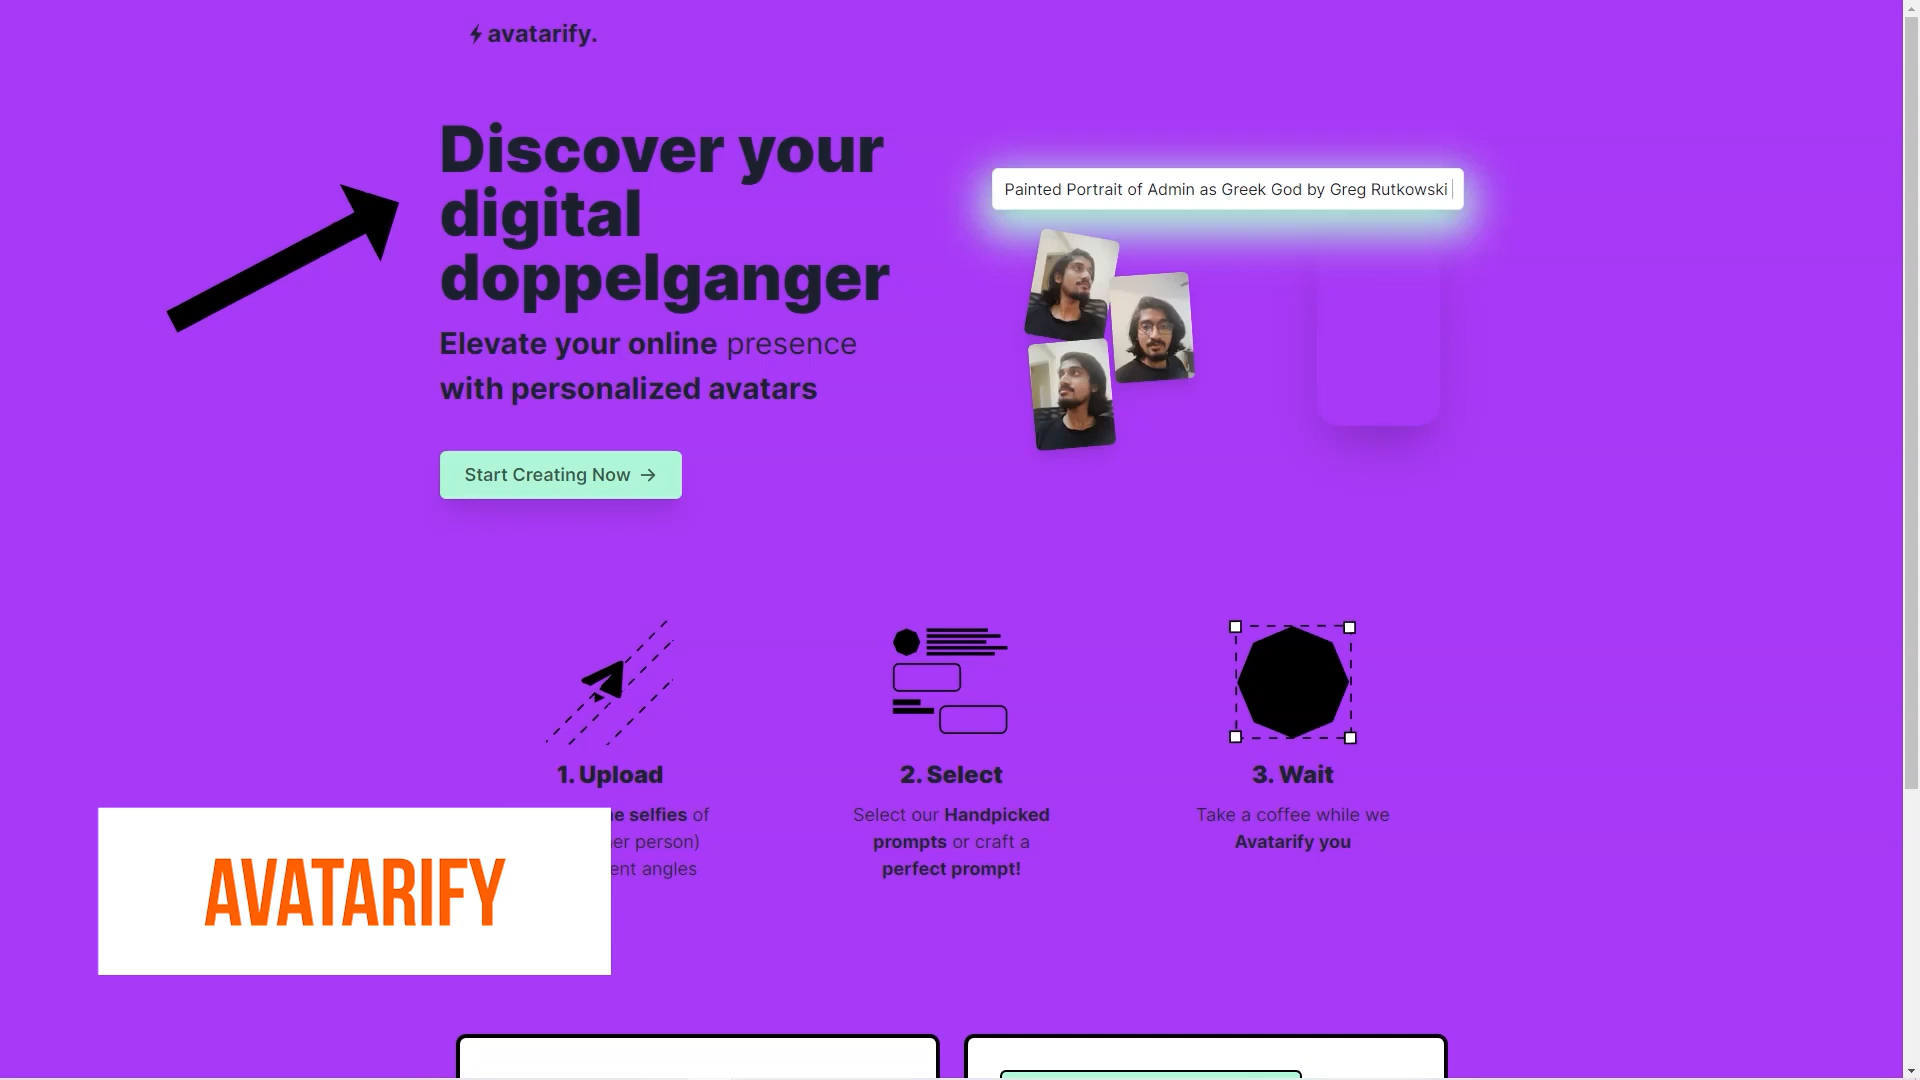 avatarify.
Discover your
digital
doppelganger
Elevate your online presence
with personalized avatars
Start Creating Now →
Painted Portrait of Admin as Greek God by Greg Rutkowski
1. Upload
selfies of
person)
angles
2. Select
Select our Handpicked
prompts or craft a
perfect prompt!
3. Wait
Take a coffee while we
Avatarify you
AVATARIFY